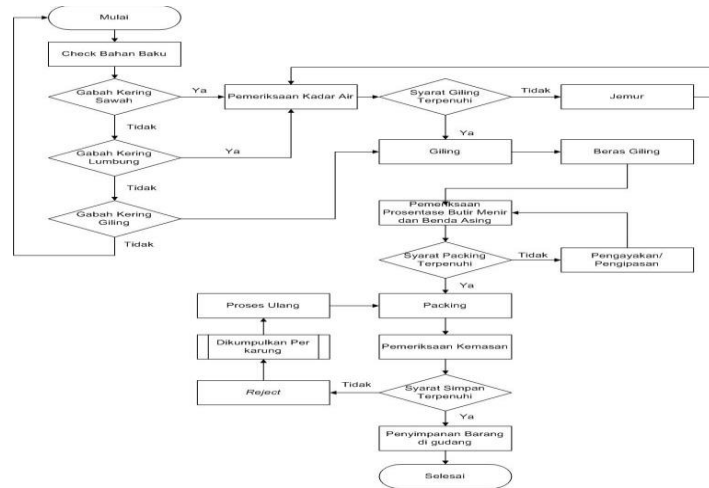 Mulai
Check Bahan Baku
Gabah Kering
Sawah
Ya
Pemeriksaan Kadar Air
Syarat Giling
Terpenuhi
Tidak
Jemur
Tidak
Ya
Gabah Kering
Lumbung
Ya
Giling
Beras Giling
Tidak
Gabah Kering
Giling
Tidak
Pemeriksaan
Prosentase Butir Menir
dan Benda Asing
Syarat Packing
Terpenuhi
Tidak
Pengayakan/
Pengipasan
Ya
Proses Ulang
Packing
Dikumpulkan Per
karung
Pemeriksaan Kemasan
Reject
Tidak
Syarat Simpan
Terpenuhi
Ya
Penyimpanan Barang
di gudang
Selesai